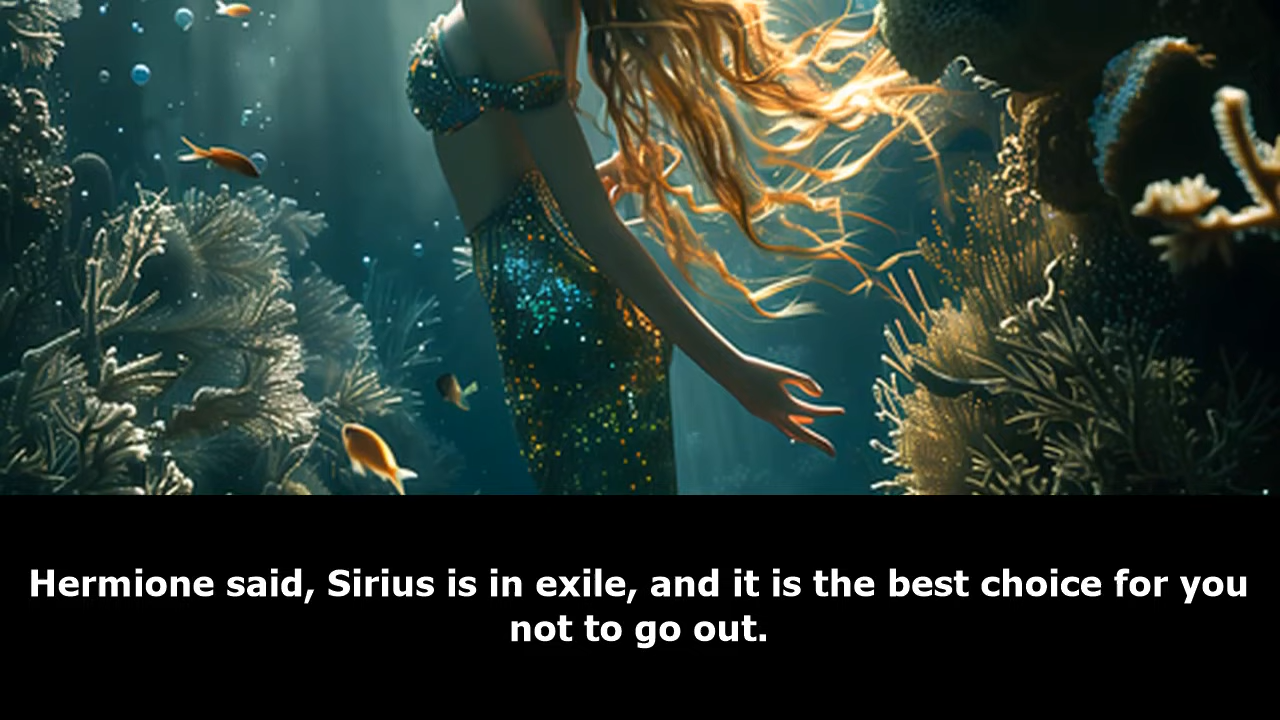 Hermione said, Sirius is in exile, and it is the best choice for you
not to go out.